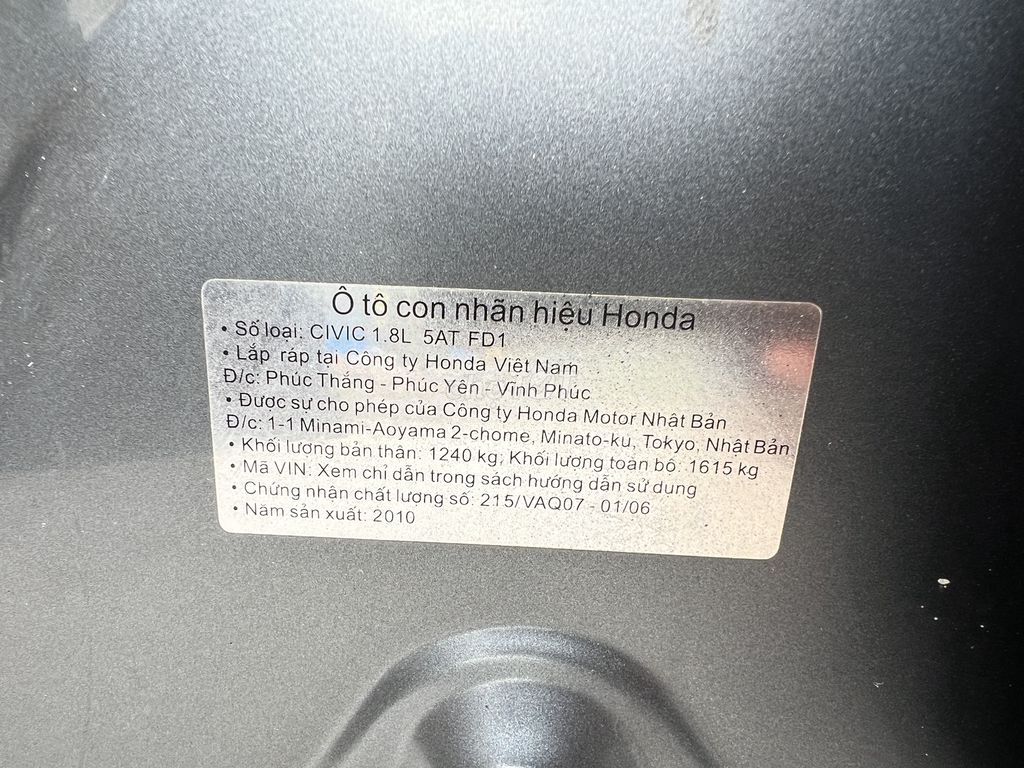 Ô tô con nhãn hiệu Honda
• Số loại: CIVIC 1.8L 5AT FD1
• Lắp ráp tại Công ty Honda Việt Nam
Đ/c: Phúc Thắng - Phúc Yên - Vĩnh Phúc
• Được sự cho phép của Công ty Honda Motor Nhật Bản
Đ/c: 1-1 Minami-Aoyama 2-chome, Minato-ku, Tokyo, Nhật Bản
• Khối lượng bản thân: 1240 kg; Khối lượng toàn bộ: 1615 kg
• Mã VIN: Xem chỉ dẫn trong sách hướng dẫn sử dụng
• Chứng nhận chất lượng số: 215/VAQ07 - 01/06
• Năm sản xuất: 2010